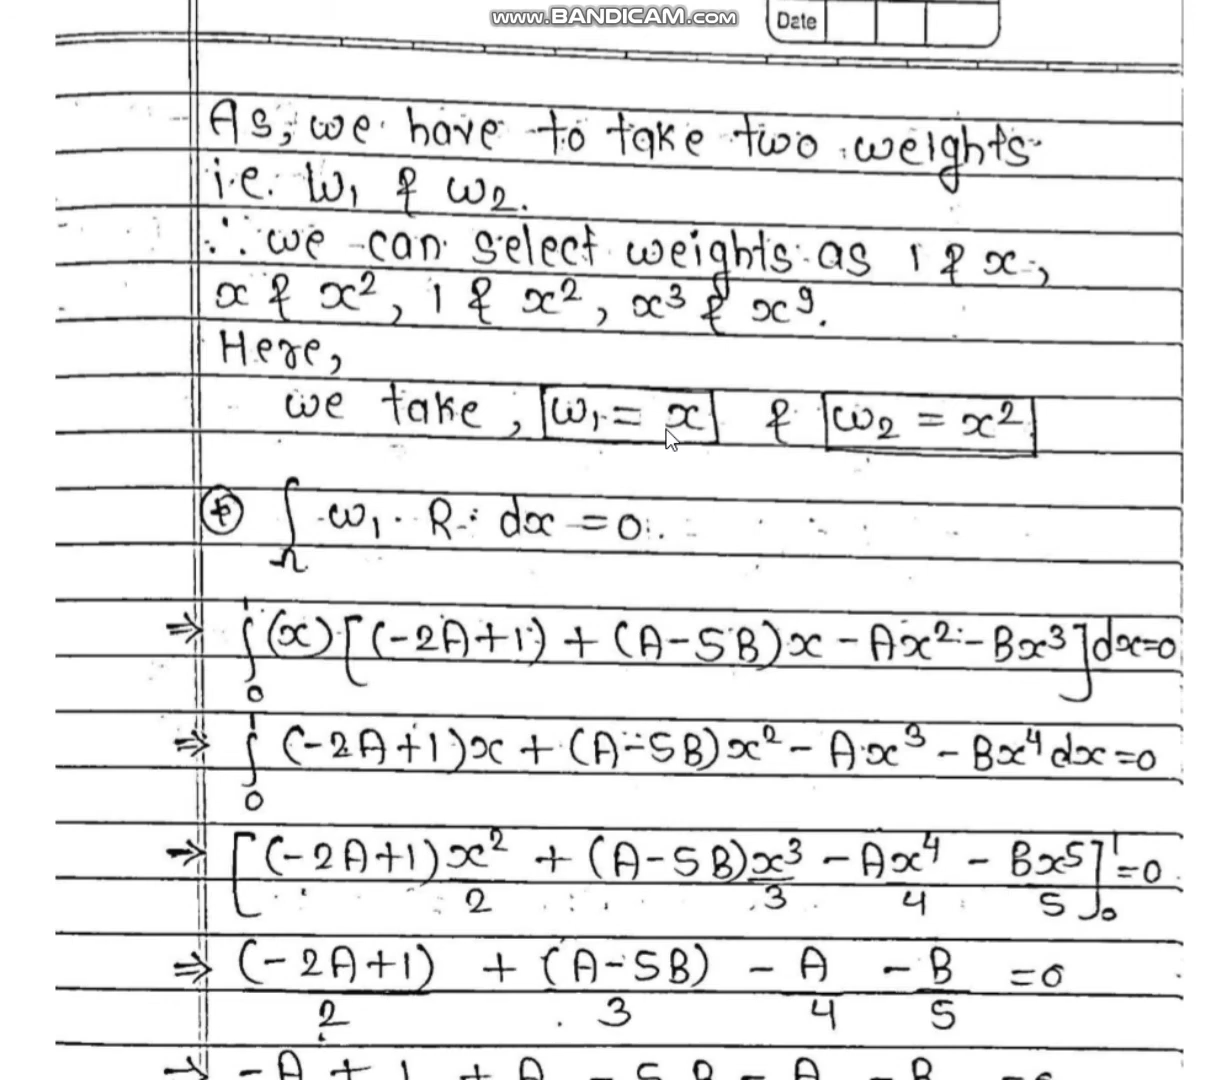 www.BANDICAM.com
Date
As, we have to take two weights
i.e. w₁ & w₂.
∴ we can select weights as 1 & x,
x & x², 1 & x², x³ & x⁹.
Here,
we take, w₁ = x & w₂ = x²
∫Ω w₁ · R · dx = 0.
⇒ ∫₀¹ (x) [(-2A+1) + (A-5B)x - Ax² - Bx³] dx=0
⇒ ∫₀¹ (-2A+1)x + (A-5B)x² - Ax³ - Bx⁴ dx=0
→ [(-2A+1)x²/2 + (A-5B)x³/3 - Ax⁴/4 - Bx⁵/5]₀¹ =0
⇒ (-2A+1)/2 + (A-5B)/3 - A/4 - B/5 =0